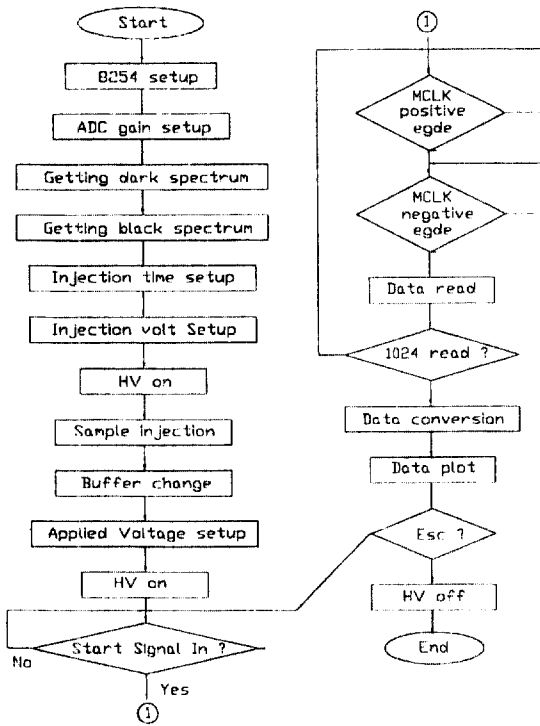 Start
8254 setup
ADC gain setup
Getting dark spectrum
Getting black spectrum
Injection time setup
Injection volt Setup
HV on
Sample injection
Buffer change
Applied Voltage setup
HV on
Start Signal In ?
No
Yes
1
1
MCLK
positive
egde
MCLK
negative
egde
Data read
1024 read ?
Data conversion
Data plot
Esc ?
HV off
End